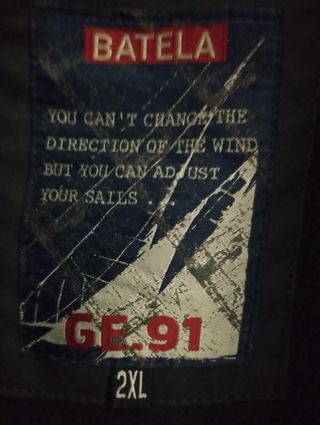 BATELA
YOU CAN'T CHANGE THE
DIRECTION OF THE WIND
BUT YOU CAN ADJUST
YOUR SAILS ...
GE.91
2XL